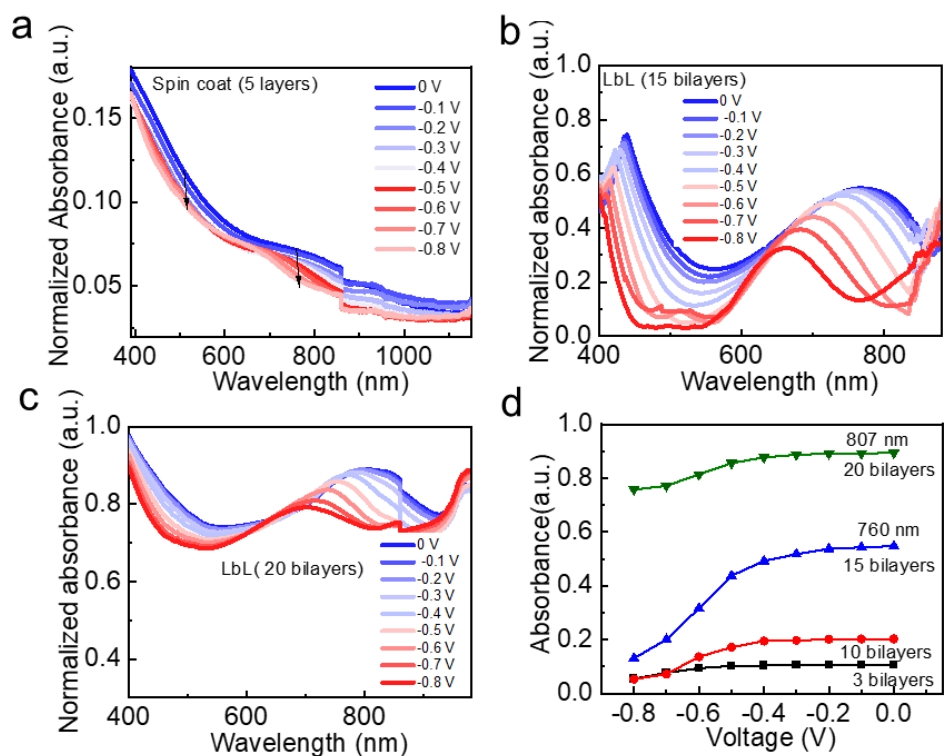 a
Normalized Absorbance (a.u.)
0.15
0.10
0.05
Spin coat (5 layers)
0 V
-0.1 V
-0.2 V
-0.3 V
-0.4 V
-0.5 V
-0.6 V
-0.7 V
-0.8 V
400 600 800 1000
Wavelength (nm)
b
Normalized absorbance (a.u.)
1.0
0.8
0.6
0.4
0.2
0.0
LbL (15 bilayers)
0 V
-0.1 V
-0.2 V
-0.3 V
-0.4 V
-0.5 V
-0.6 V
-0.7 V
-0.8 V
400 600 800
Wavelength (nm)
c
Normalized absorbance (a.u.)
1.0
0.9
0.7
0.6
0.4
LbL( 20 bilayers)
0 V
-0.1 V
-0.2 V
-0.3 V
-0.4 V
-0.5 V
-0.6 V
-0.7 V
-0.8 V
400 600 800
Wavelength (nm)
d
Absorbance(a.u.)
1.0
0.8
0.6
0.4
0.2
0.0
807 nm
20 bilayers
760 nm
15 bilayers
10 bilayers
3 bilayers
-0.8 -0.6 -0.4 -0.2 0.0
Voltage (V)